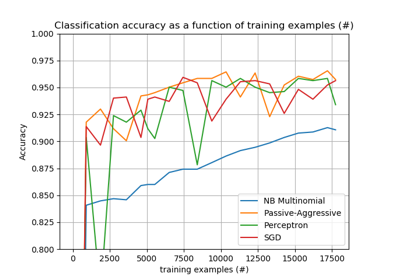 Classification accuracy as a function of training examples (#)
1.000
0.975
0.950
0.925
0.900
0.875
0.850
0.825
0.800
Accuracy
NB Multinomial
Passive-Aggressive
Perceptron
SGD
0 2500 5000 7500 10000 12500 15000 17500
training examples (#)